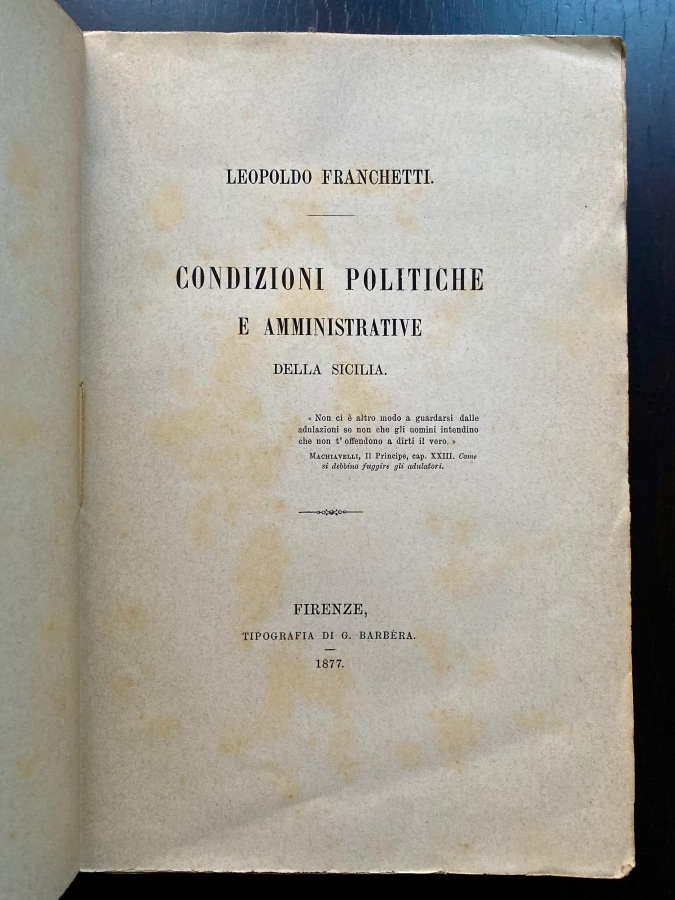 LEOPOLDO FRANCHETTI.
CONDIZIONI POLITICHE
E AMMINISTRATIVE
DELLA SICILIA.
« Non ci è altro modo a guardarsi dalle
adulazioni se non che gli uomini intendino
che non t' offendono a dirti il vero. »
MACHIAVELLI, Il Principe, cap. XXIII. Come
si debbino fuggire gli adulatori.
FIRENZE,
TIPOGRAFIA DI G. BARBÈRA.
1877.